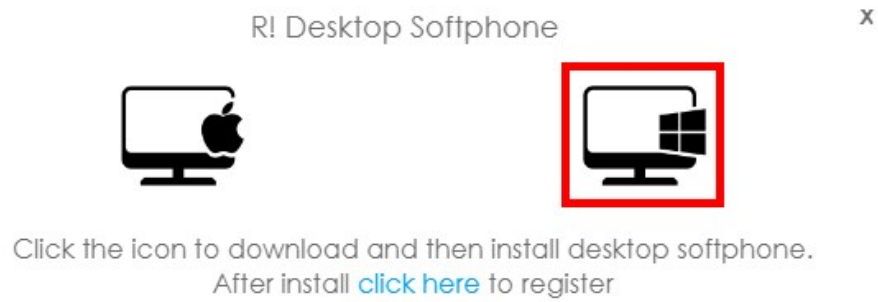 R! Desktop Softphone
x
Click the icon to download and then install desktop softphone.
After install click here to register